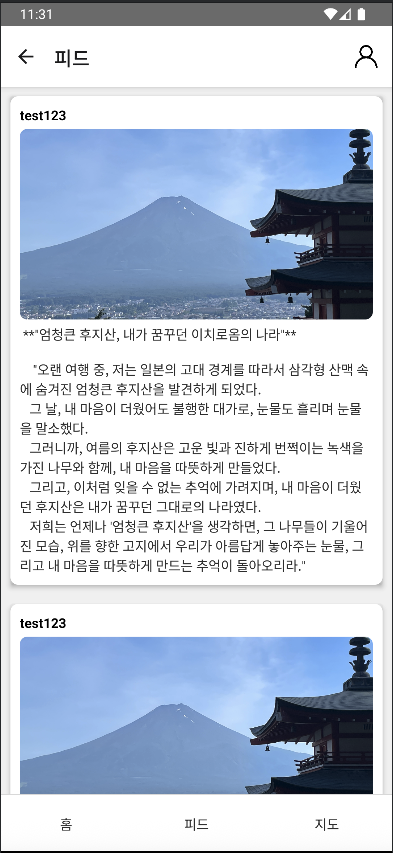 11:31
피드
test123
**"엄청큰 후지산, 내가 꿈꾸던 이치로옴의 나라"**
"오랜 여행 중, 저는 일본의 고대 경계를 따라서 삼각형 산맥 속
에 숨겨진 엄청큰 후지산을 발견하게 되었다.
그 날, 내 마음이 더웠어도 불행한 대가로, 눈물도 흘리며 눈물
을 말소했다.
그러니까, 여름의 후지산은 고운 빛과 진하게 번쩍이는 녹색을
가진 나무와 함께, 내 마음을 따뜻하게 만들었다.
그리고, 이처럼 잊을 수 없는 추억에 가려지며, 내 마음이 더웠
던 후지산은 내가 꿈꾸던 그대로의 나라였다.
저희는 언제나 '엄청큰 후지산'을 생각하면, 그 나무들이 기울어
진 모습, 위를 향한 고지에서 우리가 아름답게 놓아주는 눈물, 그
리고 내 마음을 따뜻하게 만드는 추억이 돌아오리라."
test123
홈 피드 지도